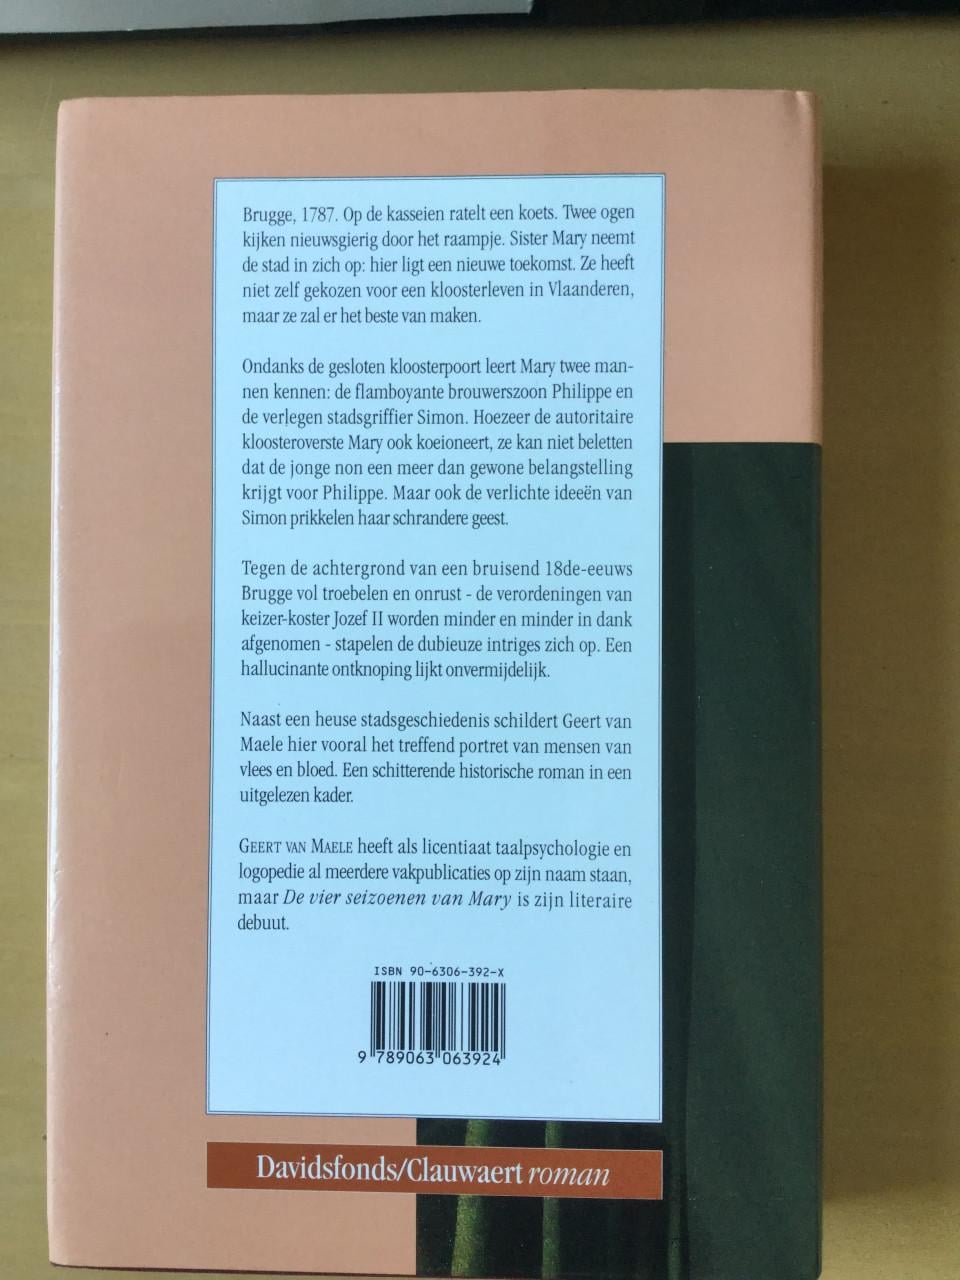 Brugge, 1787. Op de kasseien ratelt een koets. Twee ogen
kijken nieuwsgierig door het raampje. Sister Mary neemt
de stad in zich op: hier ligt een nieuwe toekomst. Ze heeft
niet zelf gekozen voor een kloosterleven in Vlaanderen,
maar ze zal er het beste van maken.
Ondanks de gesloten kloosterpoort leert Mary twee man-
nen kennen: de flamboyante brouwerszoon Philippe en
de verlegen stadsgriffier Simon. Hoezeer de autoritaire
kloosteroverste Mary ook koeioneert, ze kan niet beletten
dat de jonge non een meer dan gewone belangstelling
krijgt voor Philippe. Maar ook de verlichte ideeën van
Simon prikkelen haar schrandere geest.
Tegen de achtergrond van een bruisend 18de-eeuws
Brugge vol troebelen en onrust - de verordeningen van
keizer-koster Jozef II worden minder en minder in dank
afgenomen - stapelen de dubieuze intriges zich op. Een
hallucinante ontknoping lijkt onvermijdelijk.
Naast een heuse stadsgeschiedenis schildert Geert van
Maele hier vooral het treffend portret van mensen van
vlees en bloed. Een schitterende historische roman in een
uitgelezen kader.
GEERT VAN MAELE heeft als licentiaat taalpsychologie en
logopedie al meerdere vakpublicaties op zijn naam staan,
maar De vier seizoenen van Mary is zijn literaire
debuut.
ISBN 90-6306-392-X
9 789063 063924
Davidsfonds/Clauwaert roman